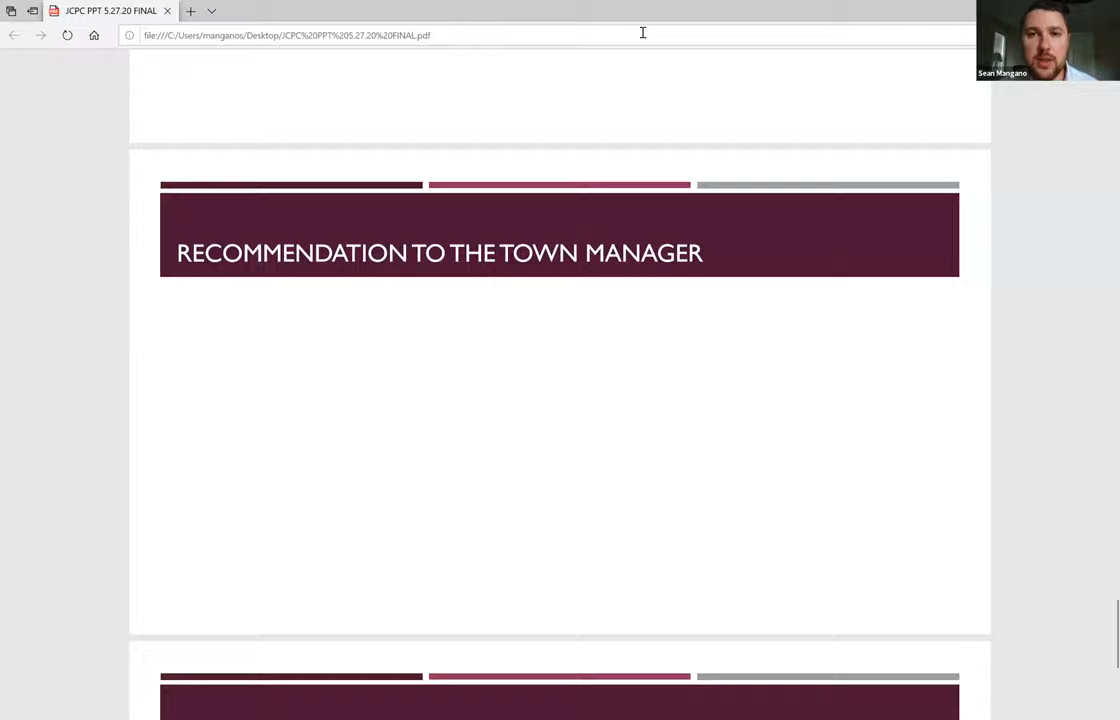 JCPC PPT 5.27.20 FINAL
file:///C:/Users/manganos/Desktop/JCPC%20PPT%205.27.20%20FINAL.pdf
Sean Mangano
RECOMMENDATION TO THE TOWN MANAGER